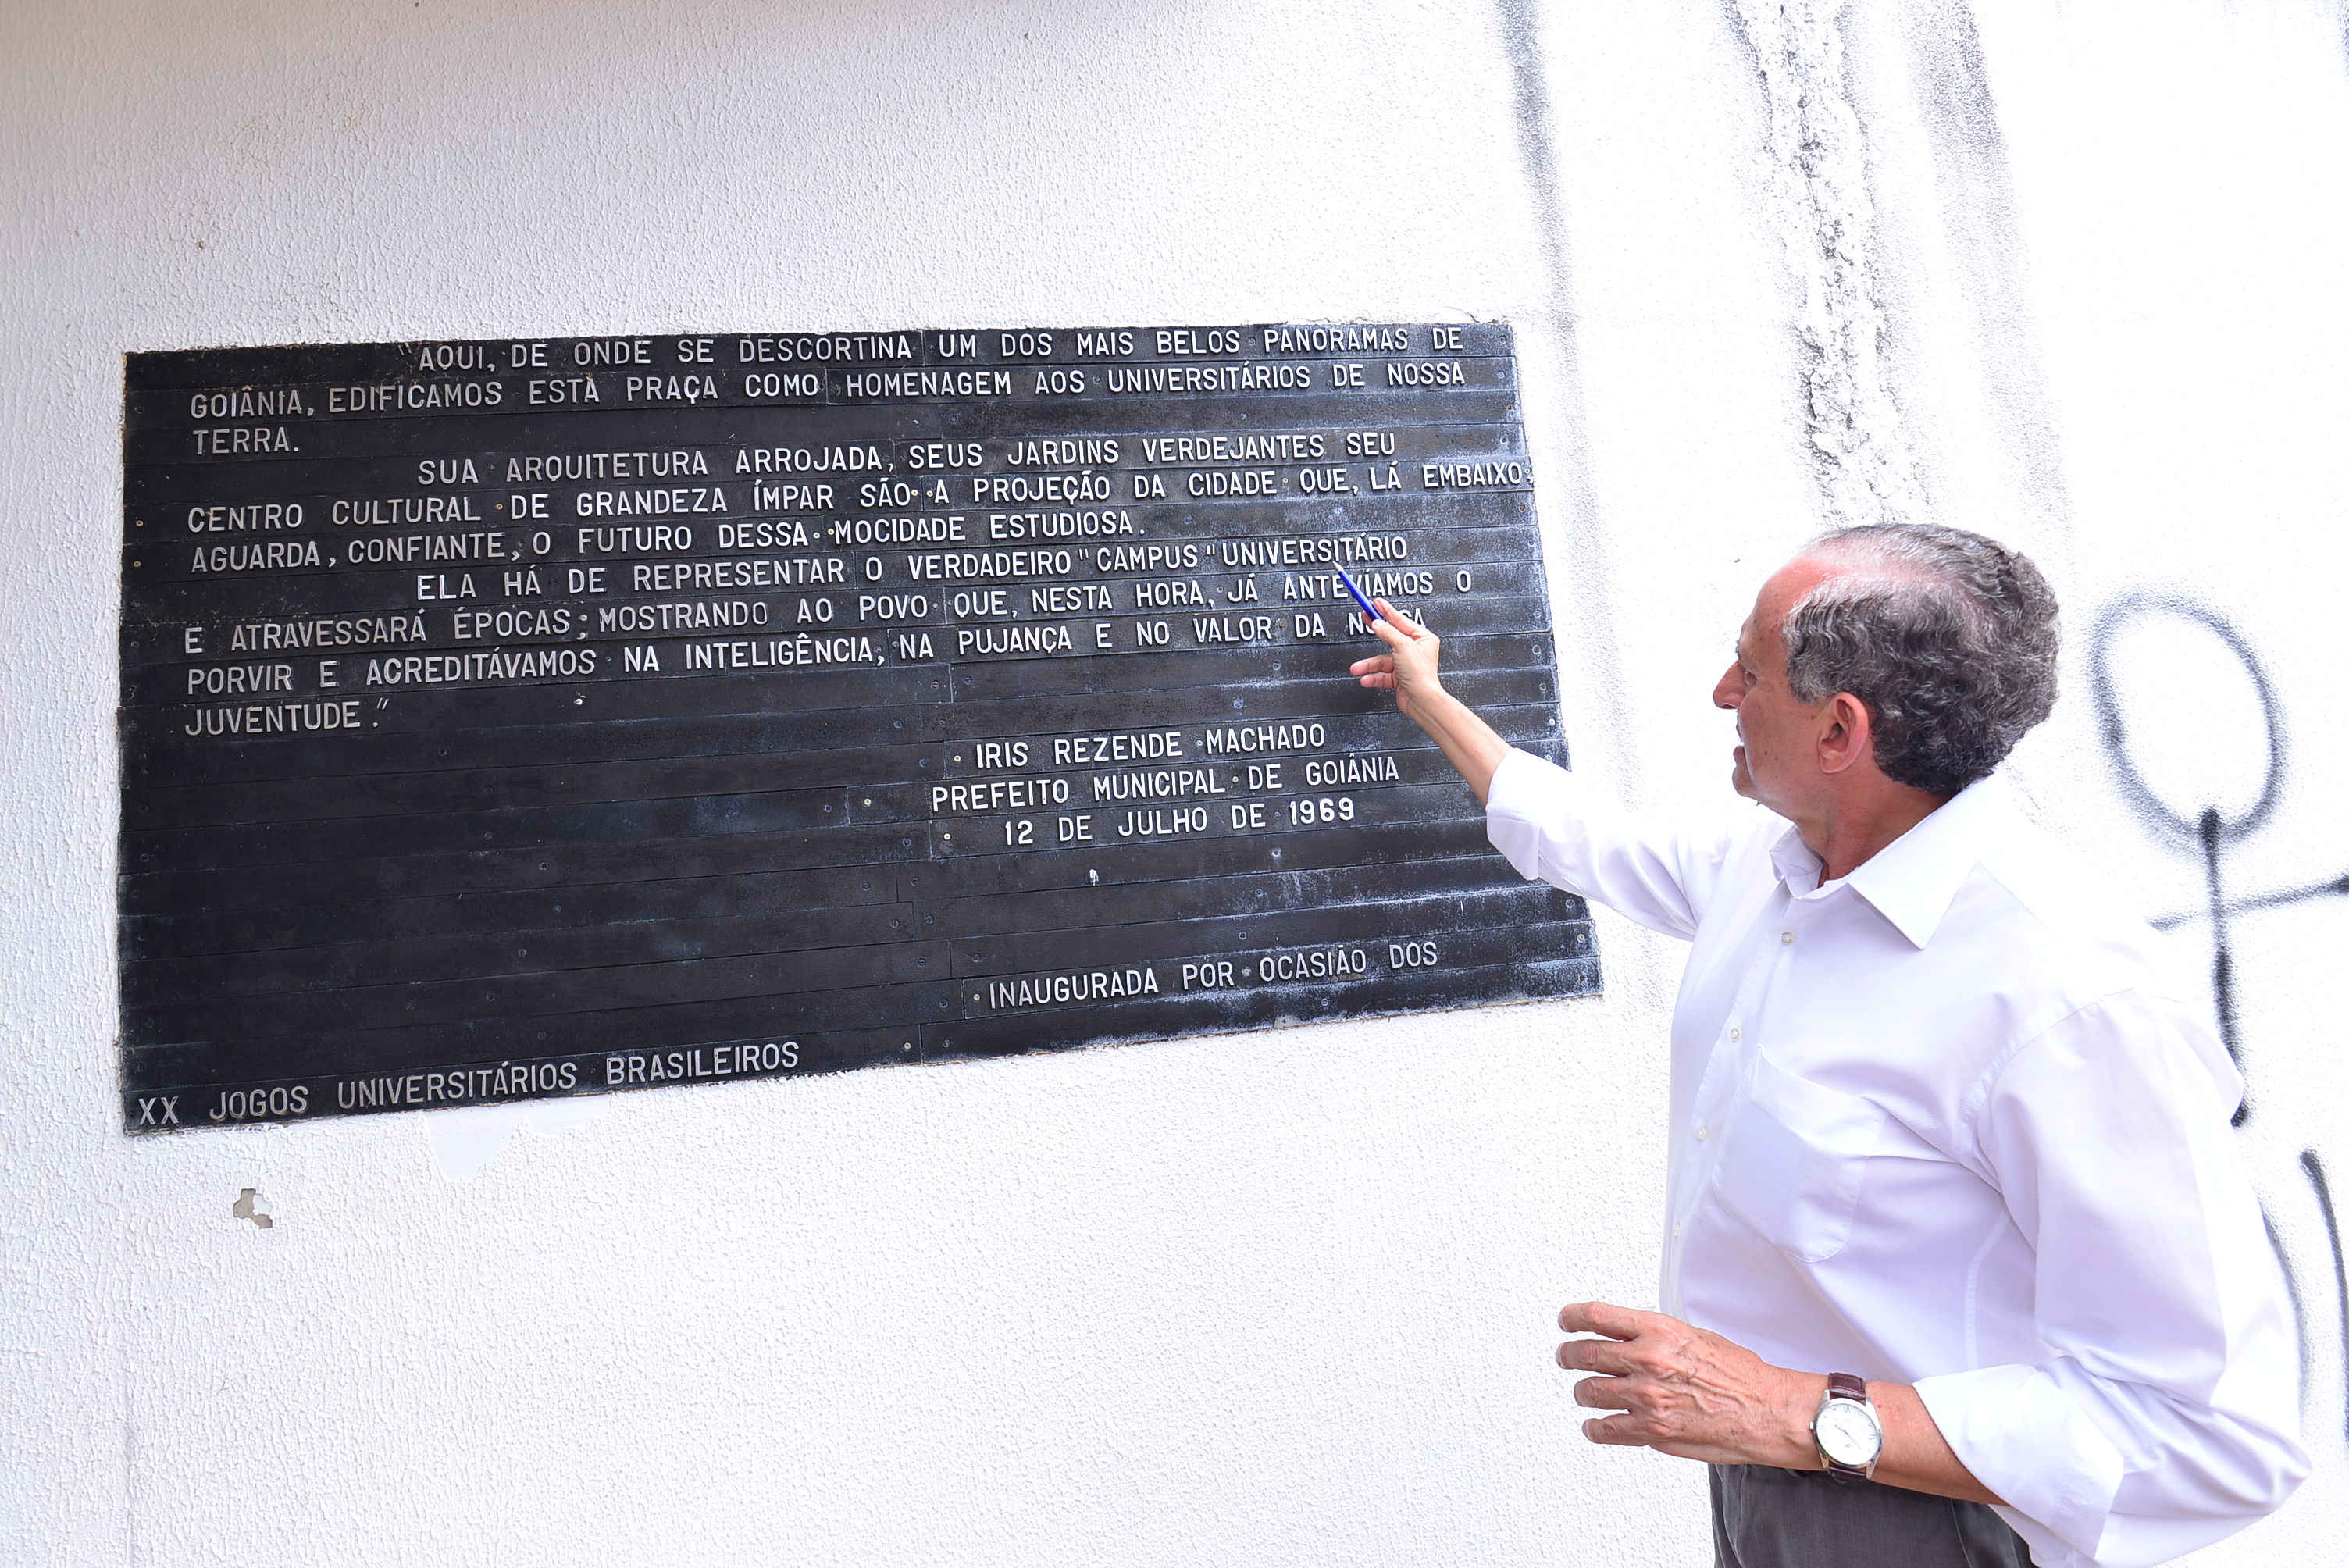 "AQUI, DE ONDE SE DESCORTINA UM DOS MAIS BELOS PANORAMAS DE
GOIÂNIA, EDIFICAMOS ESTA PRAÇA COMO HOMENAGEM AOS UNIVERSITÁRIOS DE NOSSA
TERRA.
SUA ARQUITETURA ARROJADA, SEUS JARDINS VERDEJANTES SEU
CENTRO CULTURAL DE GRANDEZA ÍMPAR SÃO A PROJEÇÃO DA CIDADE QUE, LÁ EMBAIXO,
AGUARDA, CONFIANTE, O FUTURO DESSA MOCIDADE ESTUDIOSA.
ELA HÁ DE REPRESENTAR O VERDADEIRO "CAMPUS" UNIVERSITÁRIO
E ATRAVESSARÁ ÉPOCAS; MOSTRANDO AO POVO QUE, NESTA HORA, JÁ ANTEVÍAMOS O
PORVIR E ACREDITÁVAMOS NA INTELIGÊNCIA, NA PUJANÇA E NO VALOR DA NOSSA
JUVENTUDE."
IRIS REZENDE MACHADO
PREFEITO MUNICIPAL DE GOIÂNIA
12 DE JULHO DE 1969
INAUGURADA POR OCASIÃO DOS
XX JOGOS UNIVERSITÁRIOS BRASILEIROS